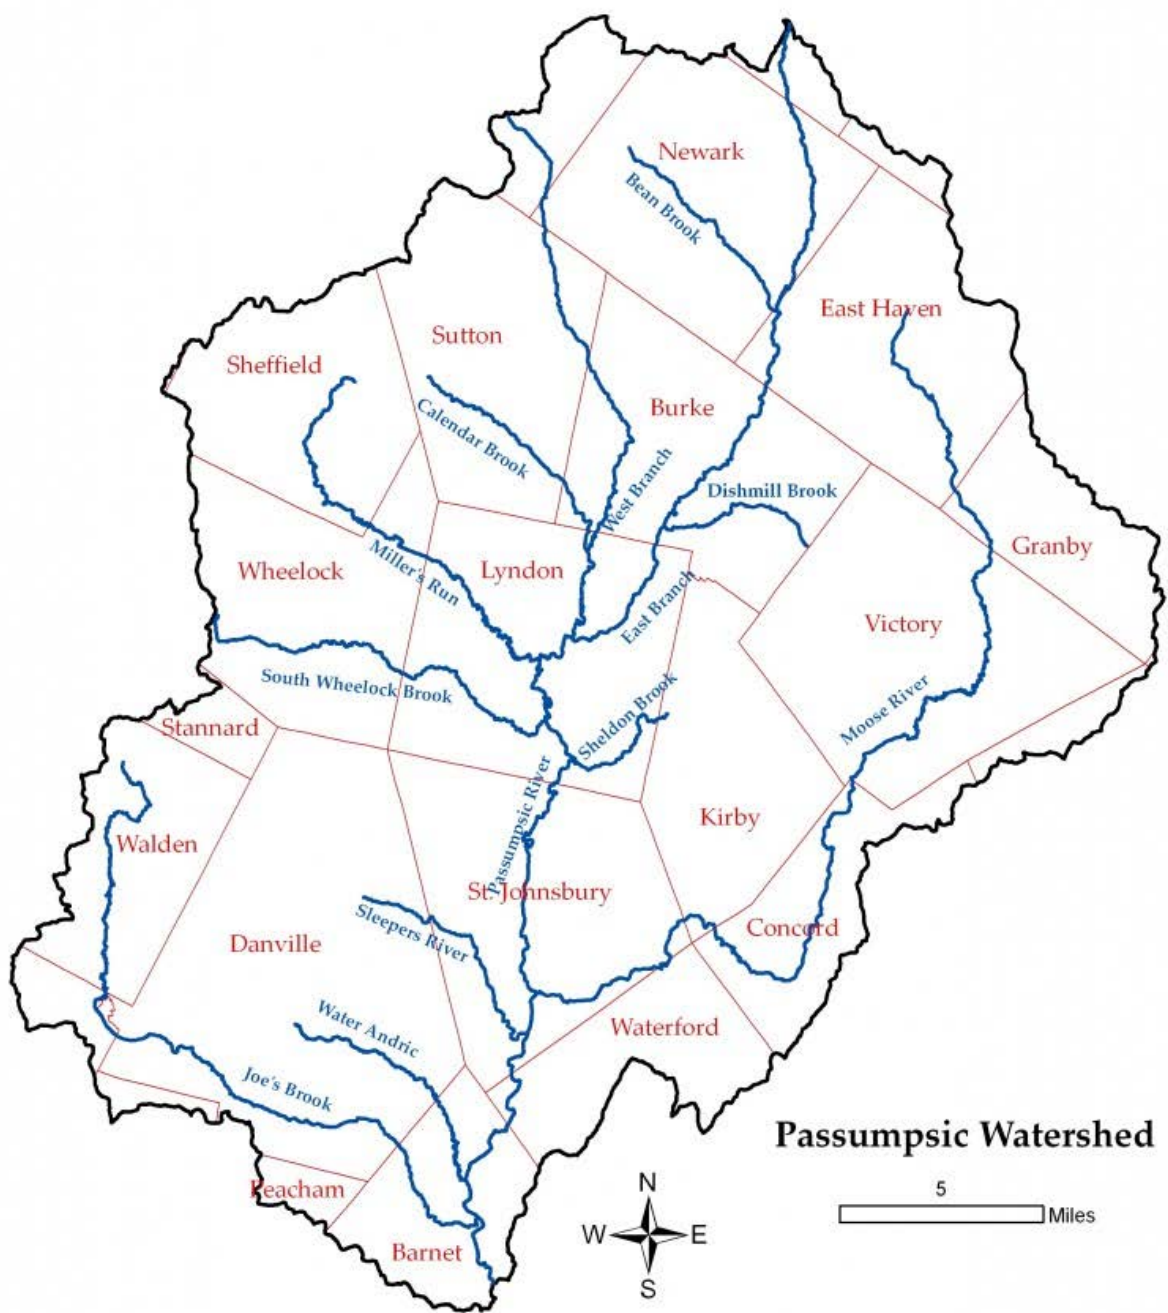 Newark
Bean Brook
East Haven
Sutton
Sheffield
Burke
Calendar Brook
West Branch
Dishmill Brook
Granby
Wheelock
Miller's Run
Lyndon
East Branch
Victory
South Wheelock Brook
Sheldon Brook
Moose River
Stannard
Passumpsic River
Kirby
Walden
St. Johnsbury
Sleepers River
Concord
Danville
Water Andric
Waterford
Joe's Brook
Passumpsic Watershed
Peacham
N
5
W E
Miles
S
Barnet